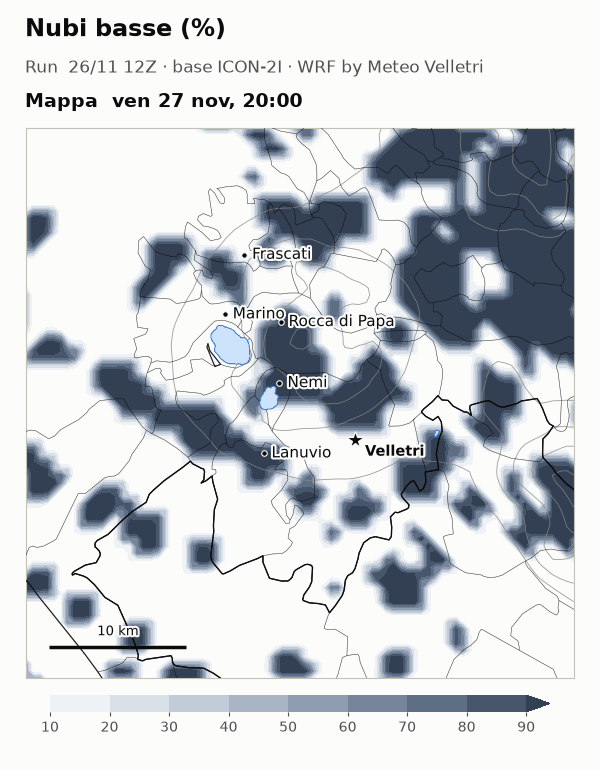 Nubi basse (%)
Run  26/11 12Z · base ICON-2I · WRF by Meteo Velletri
Mappa  ven 27 nov, 20:00
Frascati
Marino
Rocca di Papa
Nemi
Velletri
Lanuvio
10 km
10 20 30 40 50 60 70 80 90